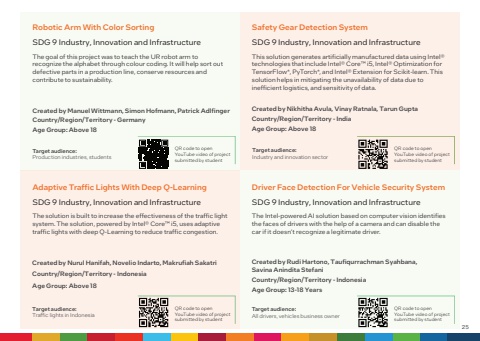 Robotic Arm With Color Sorting
SDG 9 Industry, Innovation and Infrastructure
The goal of this project was to teach the UR robot arm to
recognize the alphabet through colour coding. It will help sort out
defective parts in a production line, conserve resources and
contribute to sustainability.
Created by Manuel Wittmann, Simon Hofmann, Patrick Adlfinger
Country/Region/Territory - Germany
Age Group: Above 18
Target audience:
Production industries, students
QR code to open
YouTube video of project
submitted by student
Safety Gear Detection System
SDG 9 Industry, Innovation and Infrastructure
This solution generates artificially manufactured data using Intel®
technologies that include Intel® Core™ i5, Intel® Optimization for
TensorFlow*, PyTorch*, and Intel® Extension for Scikit-learn. This
solution helps in mitigating the unavailability of data due to
inefficient logistics, and sensitivity of data.
Created by Nikhitha Avula, Vinay Ratnala, Tarun Gupta
Country/Region/Territory - India
Age Group: Above 18
Target audience:
Industry and innovation sector
QR code to open
YouTube video of project
submitted by student
Adaptive Traffic Lights With Deep Q-Learning
SDG 9 Industry, Innovation and Infrastructure
The solution is built to increase the effectiveness of the traffic light
system. The solution, powered by Intel® Core™ i5, uses adaptive
traffic lights with deep Q-Learning to reduce traffic congestion.
Created by Nurul Hanifah, Novelio Indarto, Makrufiah Sakatri
Country/Region/Territory - Indonesia
Age Group: Above 18
Target audience:
Traffic lights in Indonesia
QR code to open
YouTube video of project
submitted by student
Driver Face Detection For Vehicle Security System
SDG 9 Industry, Innovation and Infrastructure
The Intel-powered AI solution based on computer vision identifies
the faces of drivers with the help of a camera and can disable the
car if it doesn't recognize a legitimate driver.
Created by Rudi Hartono, Taufiqurrachman Syahbana,
Savina Anindita Stefani
Country/Region/Territory - Indonesia
Age Group: 13-18 Years
Target audience:
All drivers, vehicles business owner
QR code to open
YouTube video of project
submitted by student
25